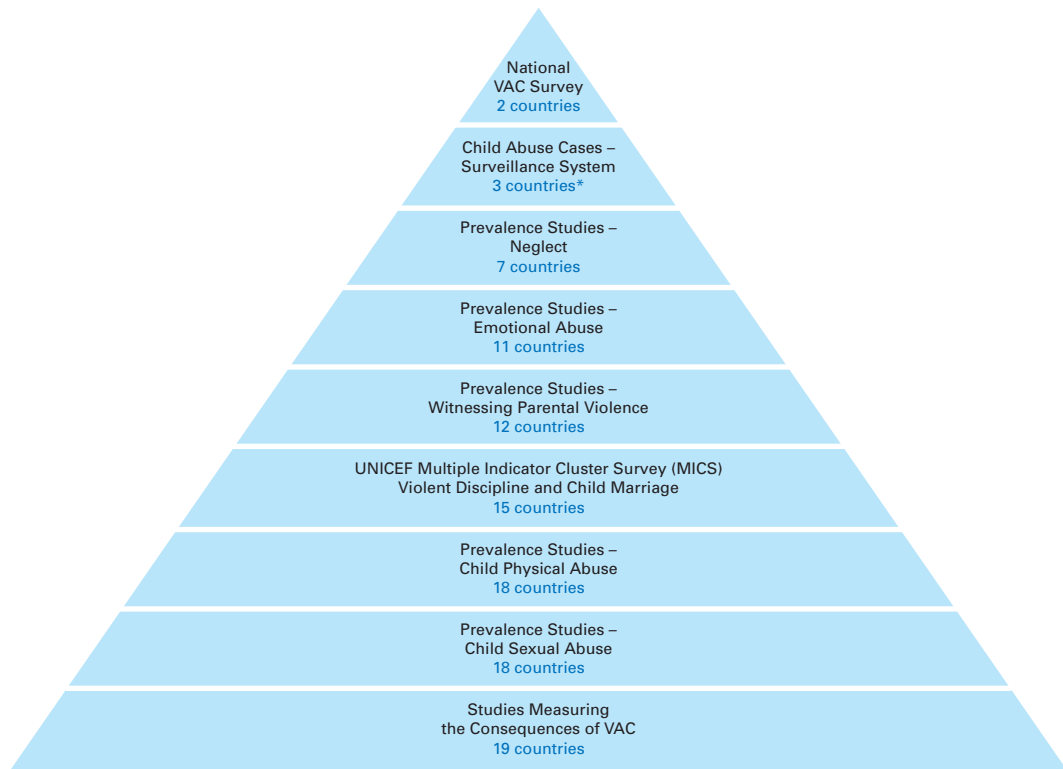 National
VAC Survey
2 countries
Child Abuse Cases –
Surveillance System
3 countries*
Prevalence Studies –
Neglect
7 countries
Prevalence Studies –
Emotional Abuse
11 countries
Prevalence Studies –
Witnessing Parental Violence
12 countries
UNICEF Multiple Indicator Cluster Survey (MICS)
Violent Discipline and Child Marriage
15 countries
Prevalence Studies –
Child Physical Abuse
18 countries
Prevalence Studies –
Child Sexual Abuse
18 countries
Studies Measuring
the Consequences of VAC
19 countries